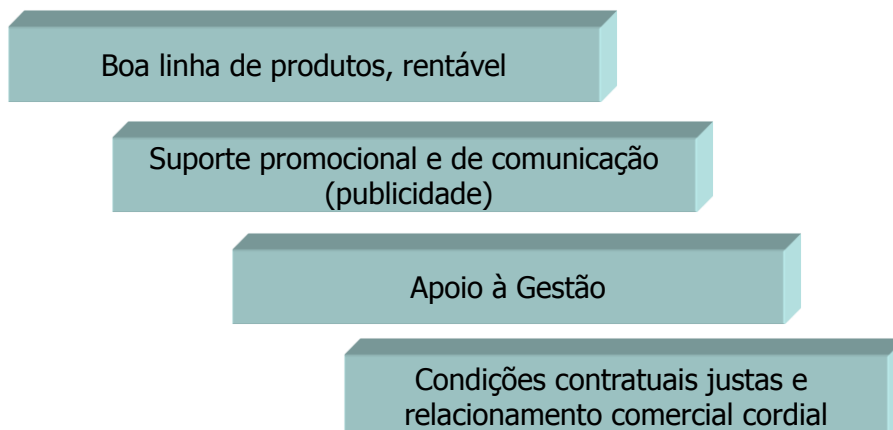 Boa linha de produtos, rentável
Suporte promocional e de comunicação
(publicidade)
Apoio à Gestão
Condições contratuais justas e
relacionamento comercial cordial